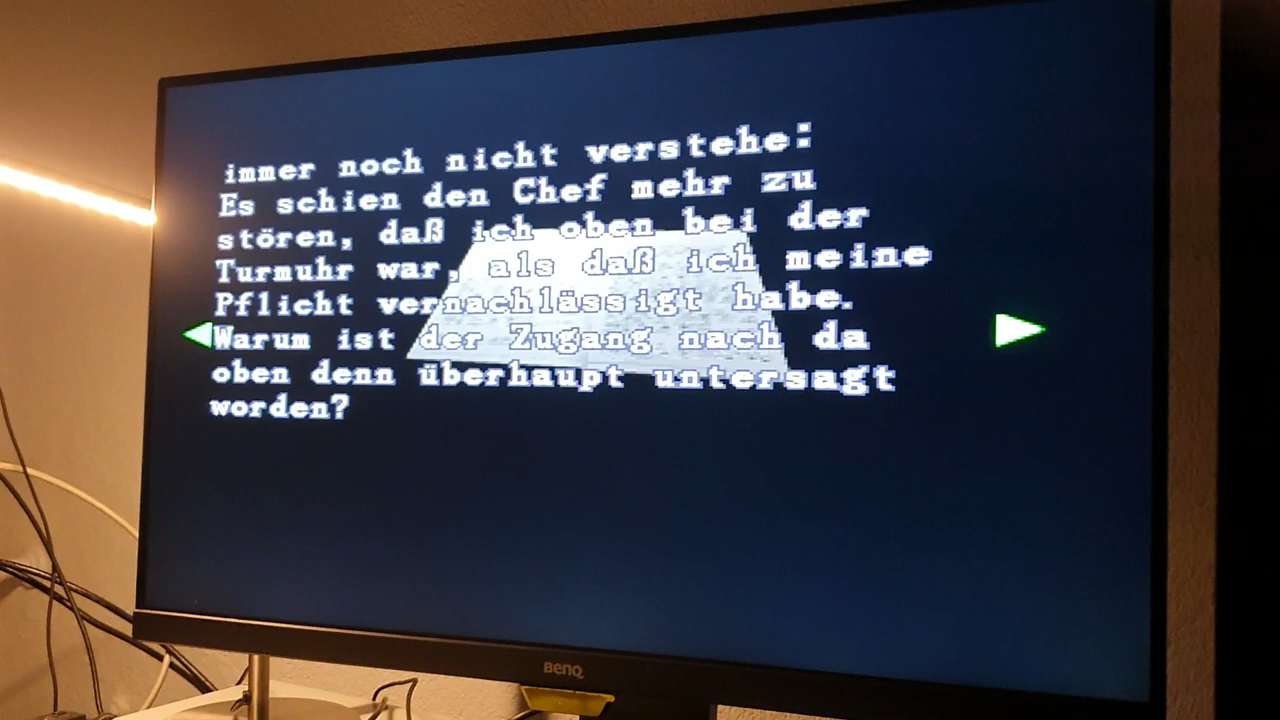 immer noch nicht verstehe:
Es schien den Chef mehr zu
stören, daß ich oben bei der
Turmuhr war, als daß ich meine
Pflicht vernachlässigt habe.
Warum ist der Zugang nach da
oben denn überhaupt untersagt
worden?
BenQ